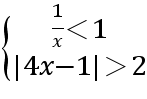 1/x < 1
|4x−1| > 2